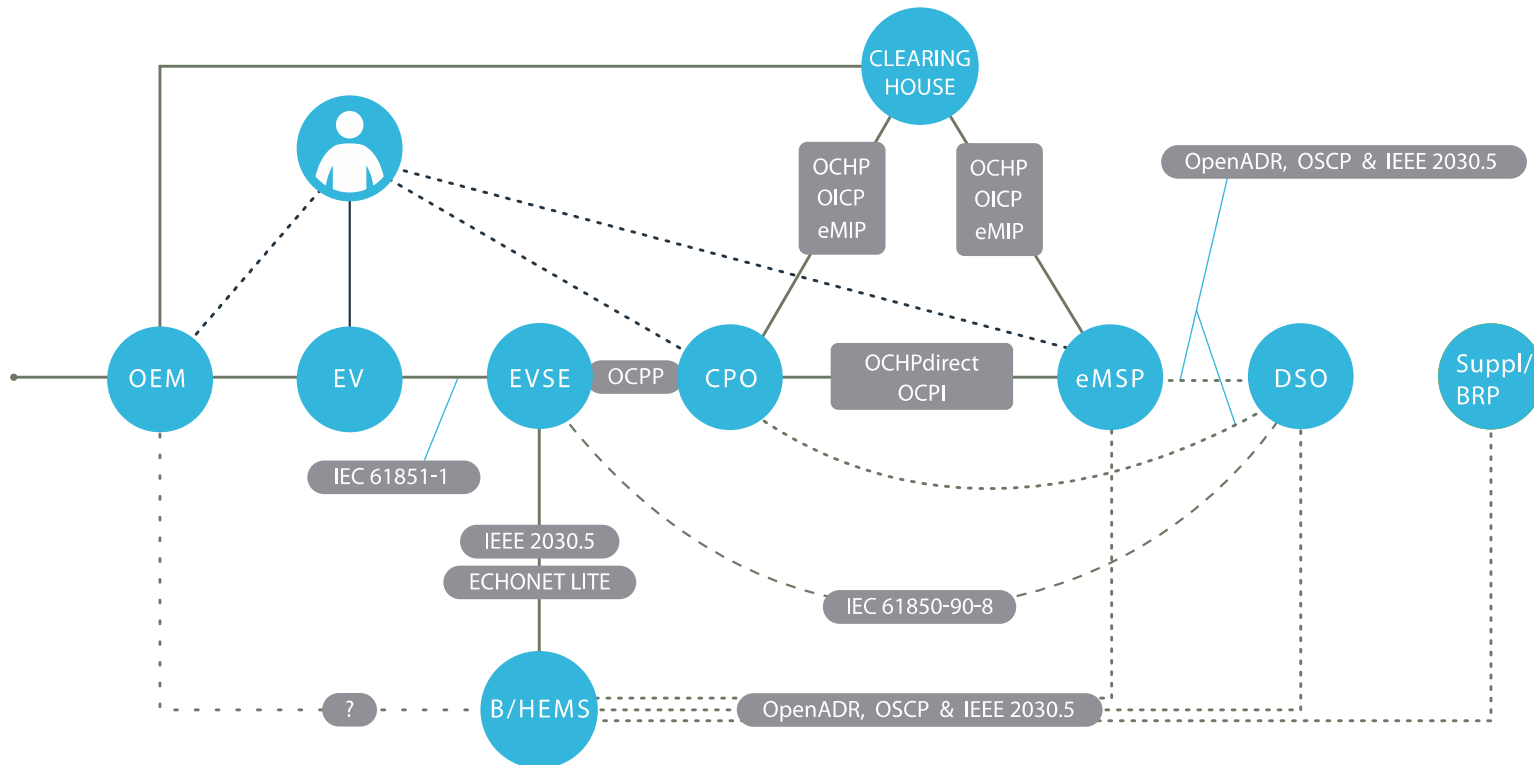 CLEARING
HOUSE
OCHP
OICP
eMIP
OCHP
OICP
eMIP
OpenADR, OSCP & IEEE 2030.5
OEM
EV
EVSE
OCPP
CPO
OCHPdirect
OCPI
eMSP
DSO
Suppl/
BRP
IEC 61851-1
IEEE 2030.5
ECHONET LITE
IEC 61850-90-8
?
B/HEMS
OpenADR, OSCP & IEEE 2030.5